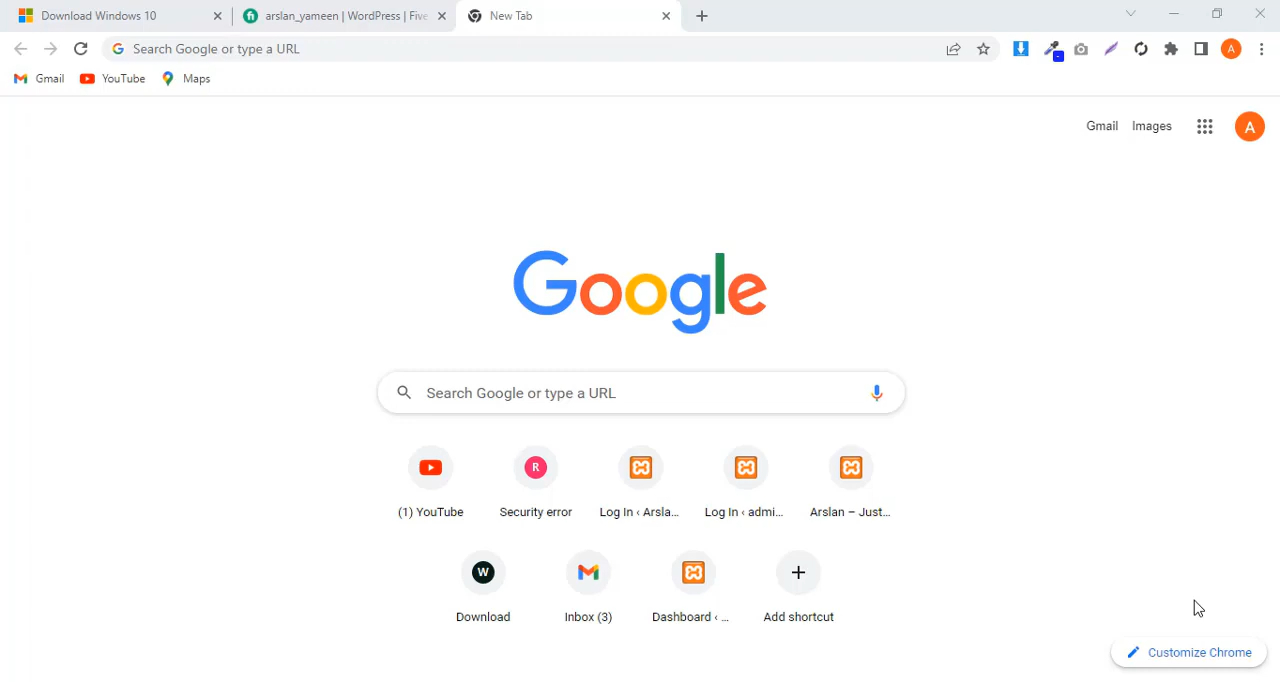 Download Windows 10
arslan_yameen | WordPress | Five
New Tab
Search Google or type a URL
Gmail
YouTube
Maps
Gmail
Images
A
A
Google
Search Google or type a URL
R
(1) YouTube
Security error
Log In ‹ Arsla...
Log In ‹ admi...
Arslan – Just...
W
Download
Inbox (3)
Dashboard ‹ ...
Add shortcut
Customize Chrome